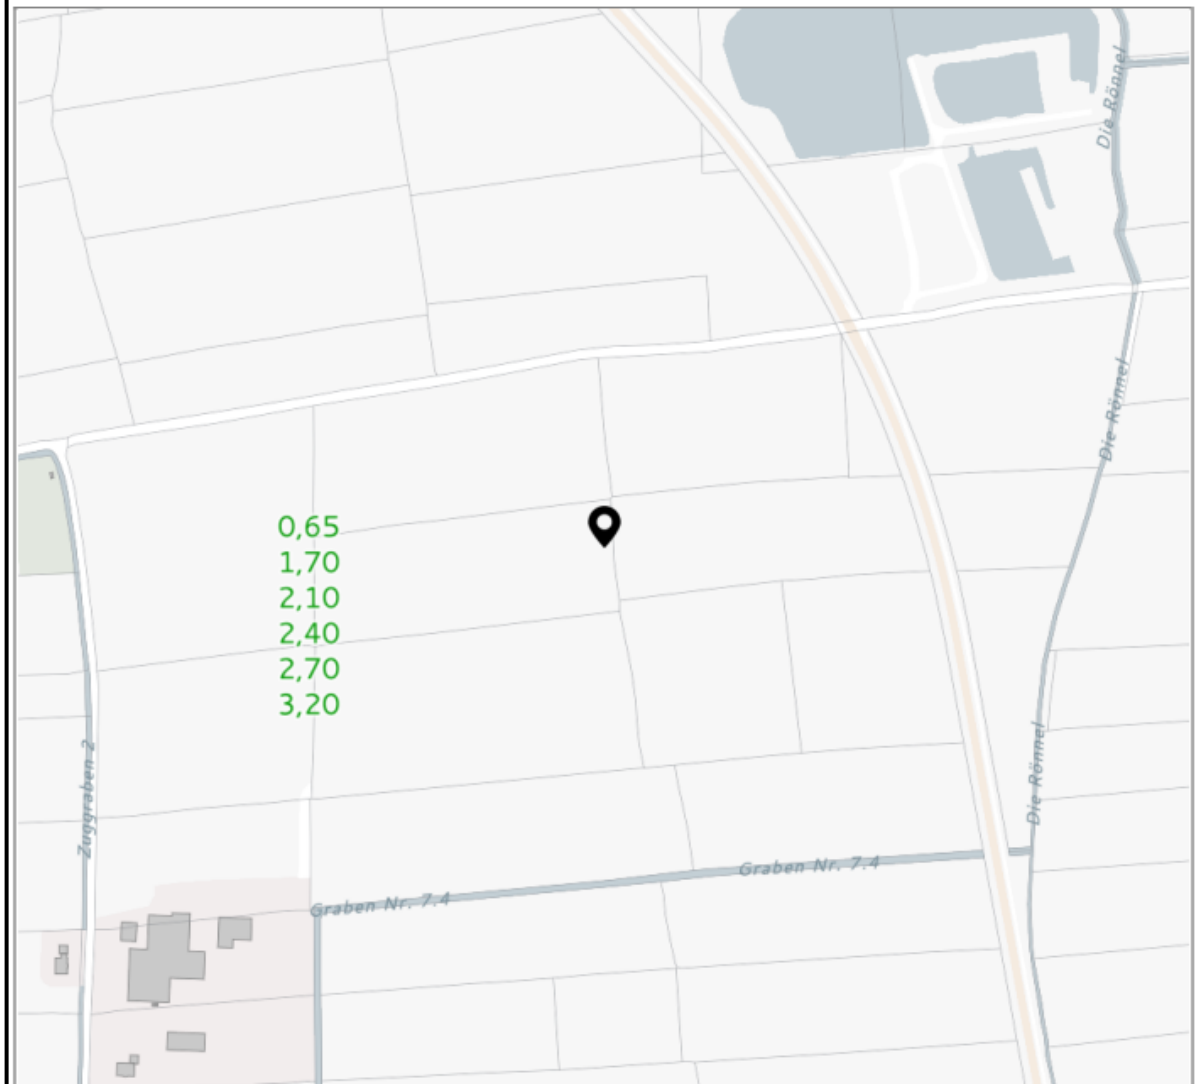 Die Rönnel
Die Rönnel
0,65
1,70
2,10
2,40
2,70
3,20
Zuggraben 2
Die Rönnel
Graben Nr. 7.4
Graben Nr. 7.4